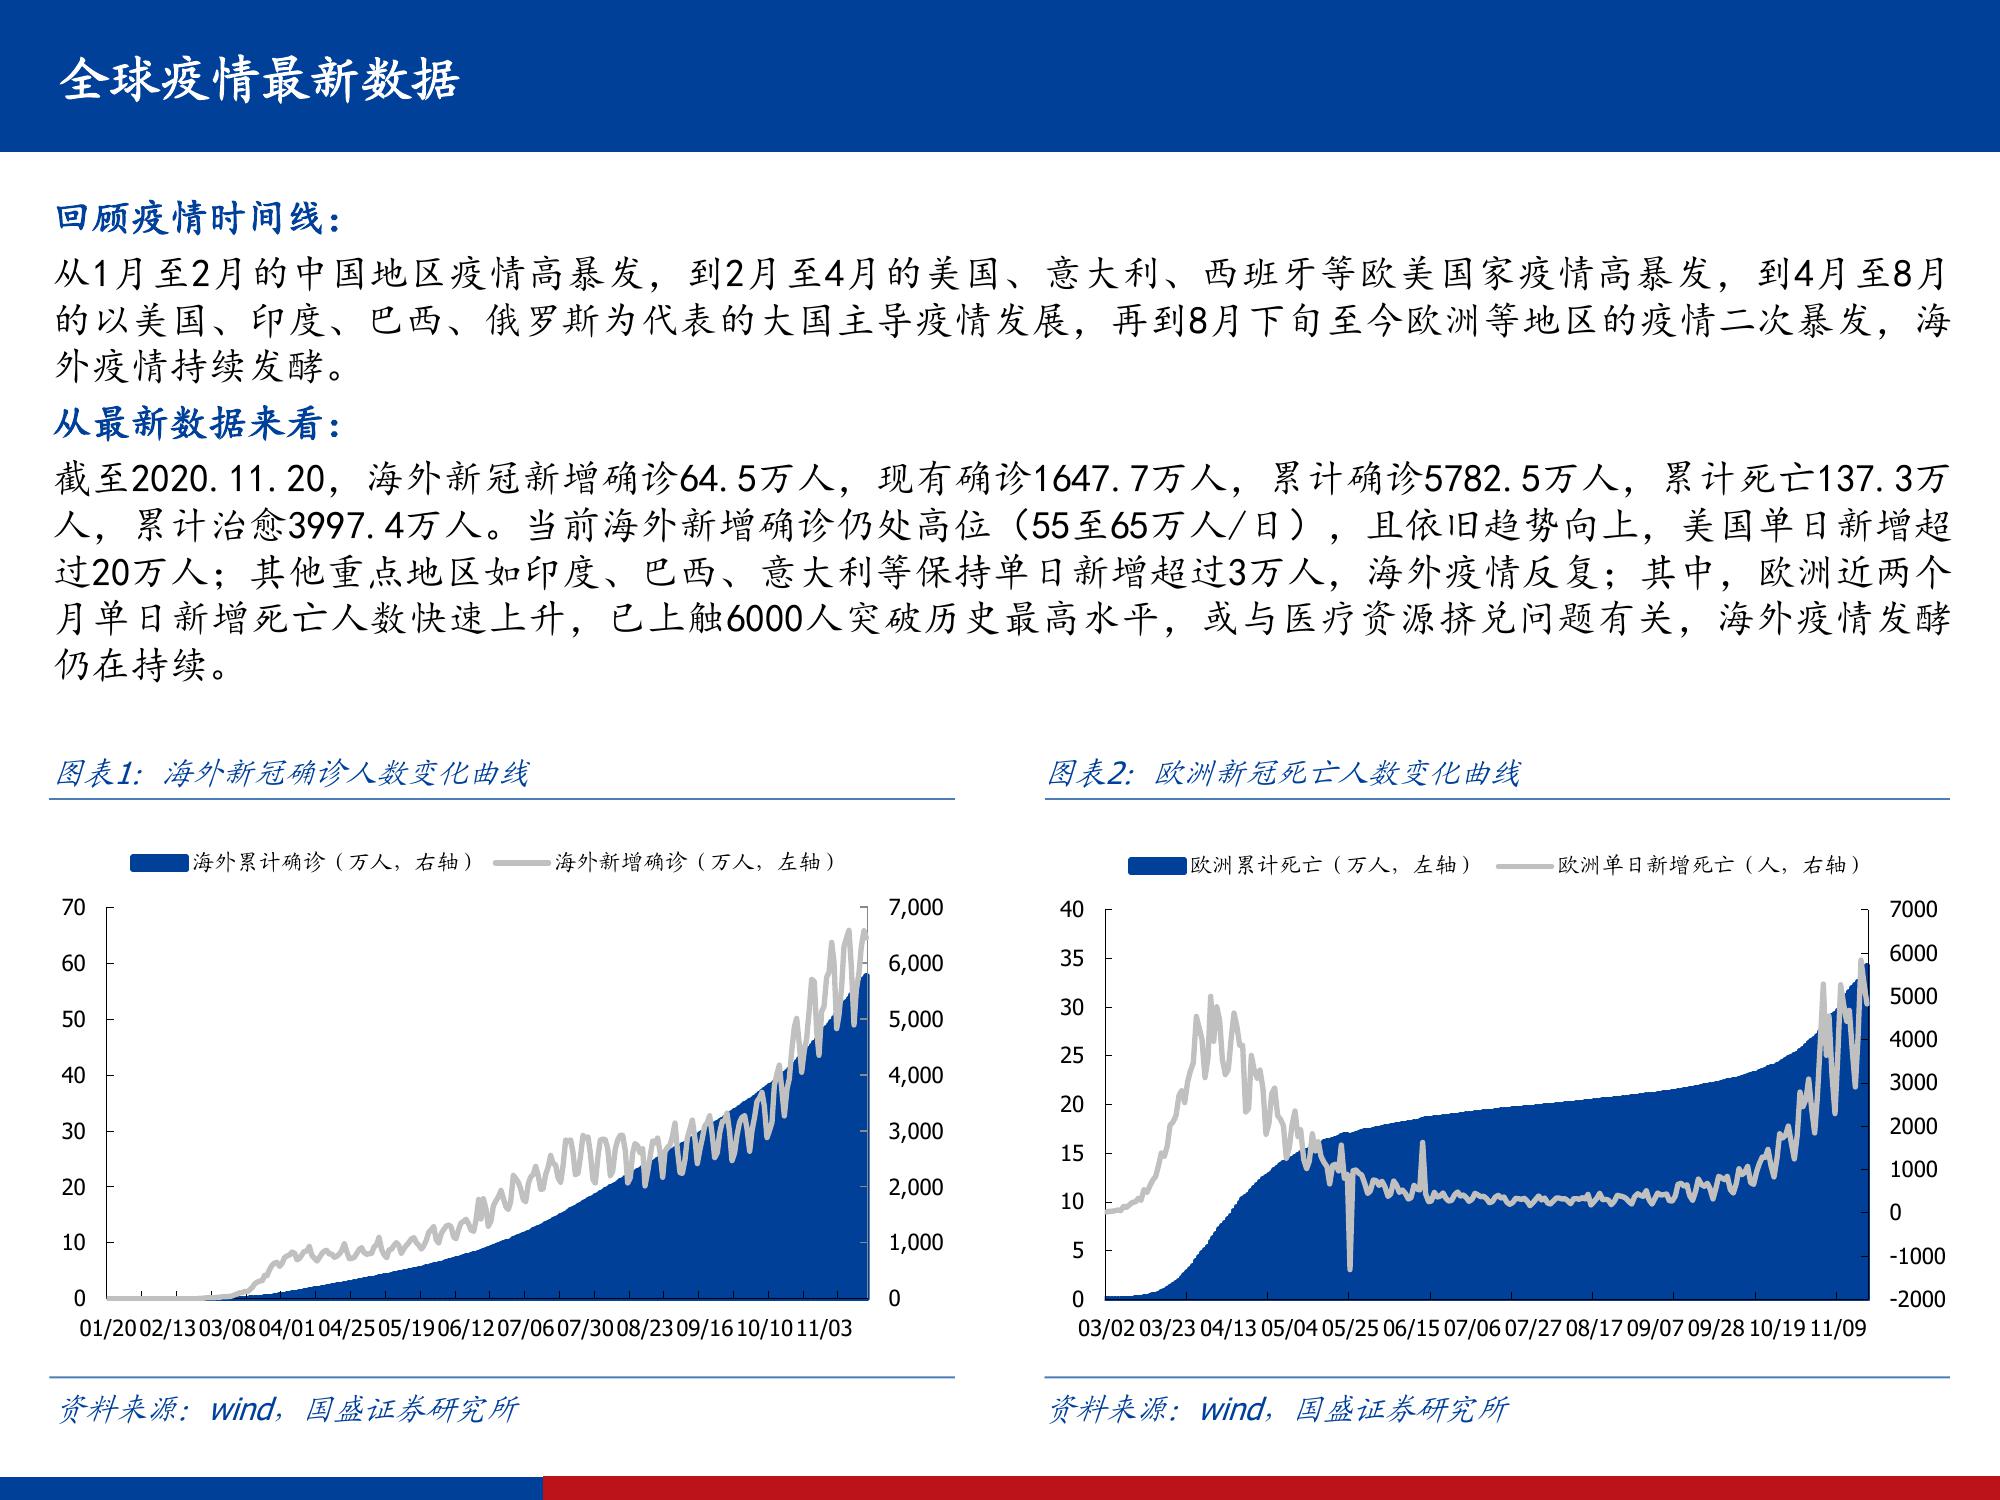 全球疫情最新数据
回顾疫情时间线：
从1月至2月的中国地区疫情高暴发，到2月至4月的美国、意大利、西班牙等欧美国家疫情高暴发，到4月至8月
的以美国、印度、巴西、俄罗斯为代表的大国主导疫情发展，再到8月下旬至今欧洲等地区的疫情二次暴发，海
外疫情持续发酵。
从最新数据来看：
截至2020.11.20，海外新冠新增确诊64.5万人，现有确诊1647.7万人，累计确诊5782.5万人，累计死亡137.3万
人，累计治愈3997.4万人。当前海外新增确诊仍处高位（55至65万人/日），且依旧趋势向上，美国单日新增超
过20万人；其他重点地区如印度、巴西、意大利等保持单日新增超过3万人，海外疫情反复；其中，欧洲近两个
月单日新增死亡人数快速上升，已上触6000人突破历史最高水平，或与医疗资源挤兑问题有关，海外疫情发酵
仍在持续。
图表1：海外新冠确诊人数变化曲线
海外累计确诊（万人，右轴） 海外新增确诊（万人，左轴）
70 7,000
60 6,000
50 5,000
40 4,000
30 3,000
20 2,000
10 1,000
0 0
01/20 02/13 03/08 04/01 04/25 05/19 06/12 07/06 07/30 08/23 09/16 10/10 11/03
资料来源：wind，国盛证券研究所
图表2：欧洲新冠死亡人数变化曲线
欧洲累计死亡（万人，左轴） 欧洲单日新增死亡（人，右轴）
40 7000
35 6000
30 5000
25 4000
20 3000
15 2000
10 1000
5 0
0 -1000
-2000
03/02 03/23 04/13 05/04 05/25 06/15 07/06 07/27 08/17 09/07 09/28 10/19 11/09
资料来源：wind，国盛证券研究所